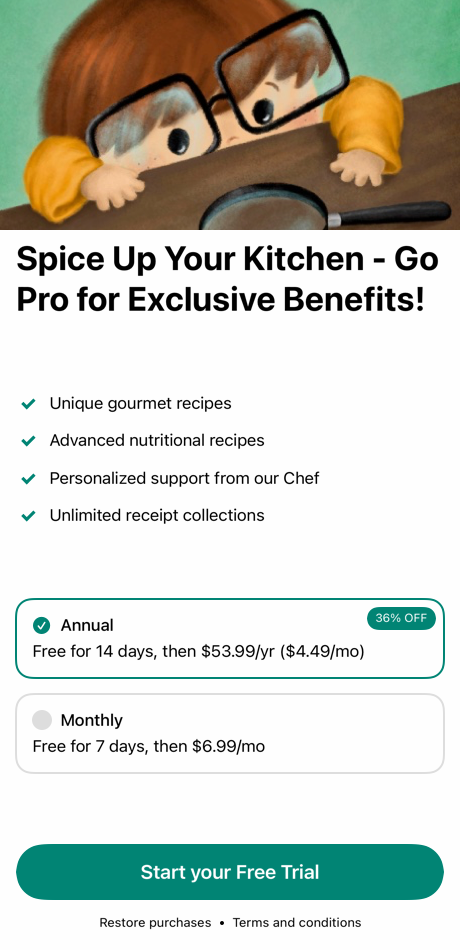 Spice Up Your Kitchen - Go
Pro for Exclusive Benefits!
Unique gourmet recipes
Advanced nutritional recipes
Personalized support from our Chef
Unlimited receipt collections
36% OFF
Annual
Free for 14 days, then $53.99/yr ($4.49/mo)
Monthly
Free for 7 days, then $6.99/mo
Start your Free Trial
Restore purchases • Terms and conditions